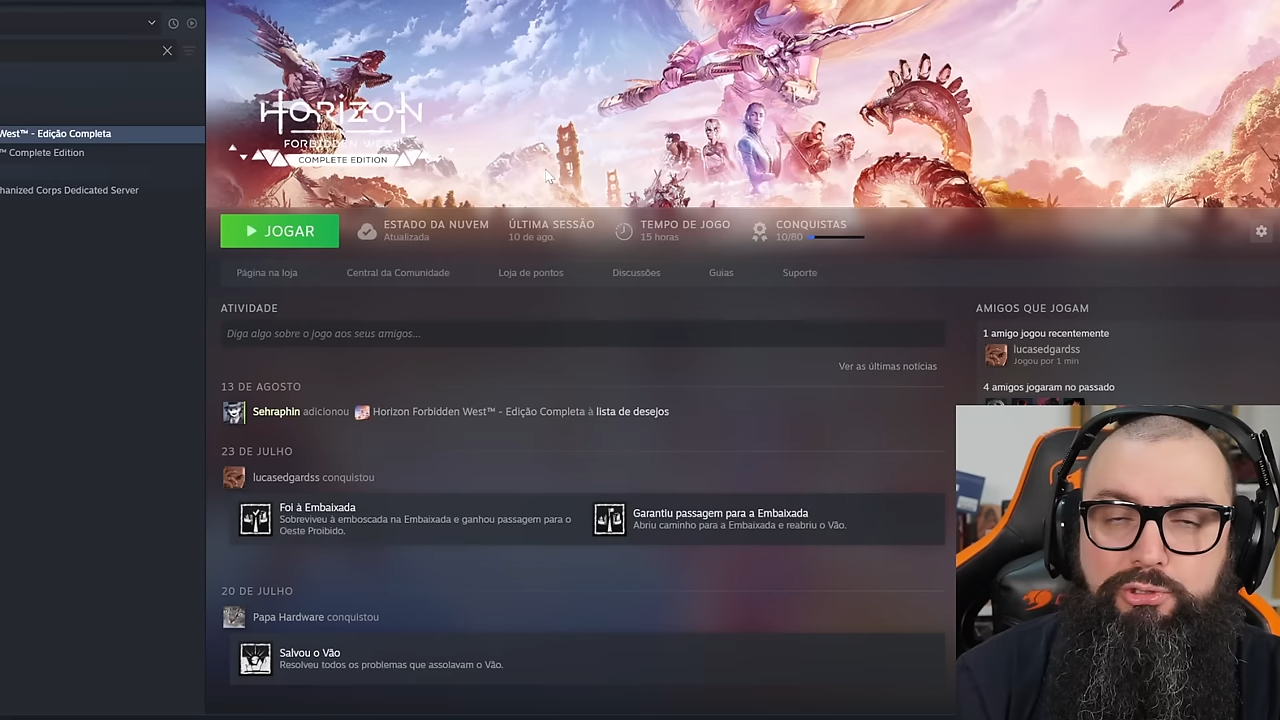 West™ - Edição Completa
™ Complete Edition
hanized Corps Dedicated Server
HORIZON
FORBIDDEN WEST
COMPLETE EDITION
JOGAR
ESTADO DA NUVEM
Atualizada
ÚLTIMA SESSÃO
10 de ago.
TEMPO DE JOGO
15 horas
CONQUISTAS
10/80
Página na loja
Central da Comunidade
Loja de pontos
Discussões
Guias
Suporte
ATIVIDADE
Diga algo sobre o jogo aos seus amigos...
Ver as últimas notícias
13 DE AGOSTO
Sehraphin adicionou Horizon Forbidden West™ - Edição Completa à lista de desejos
23 DE JULHO
lucasedgardss conquistou
Foi à Embaixada
Sobreviveu à emboscada na Embaixada e ganhou passagem para o
Oeste Proibido.
Garantiu passagem para a Embaixada
Abriu caminho para a Embaixada e reabriu o Vão.
20 DE JULHO
Papa Hardware conquistou
Salvou o Vão
Resolveu todos os problemas que assolavam o Vão.
AMIGOS QUE JOGAM
1 amigo jogou recentemente
lucasedgardss
Jogou por 1 min
4 amigos jogaram no passado